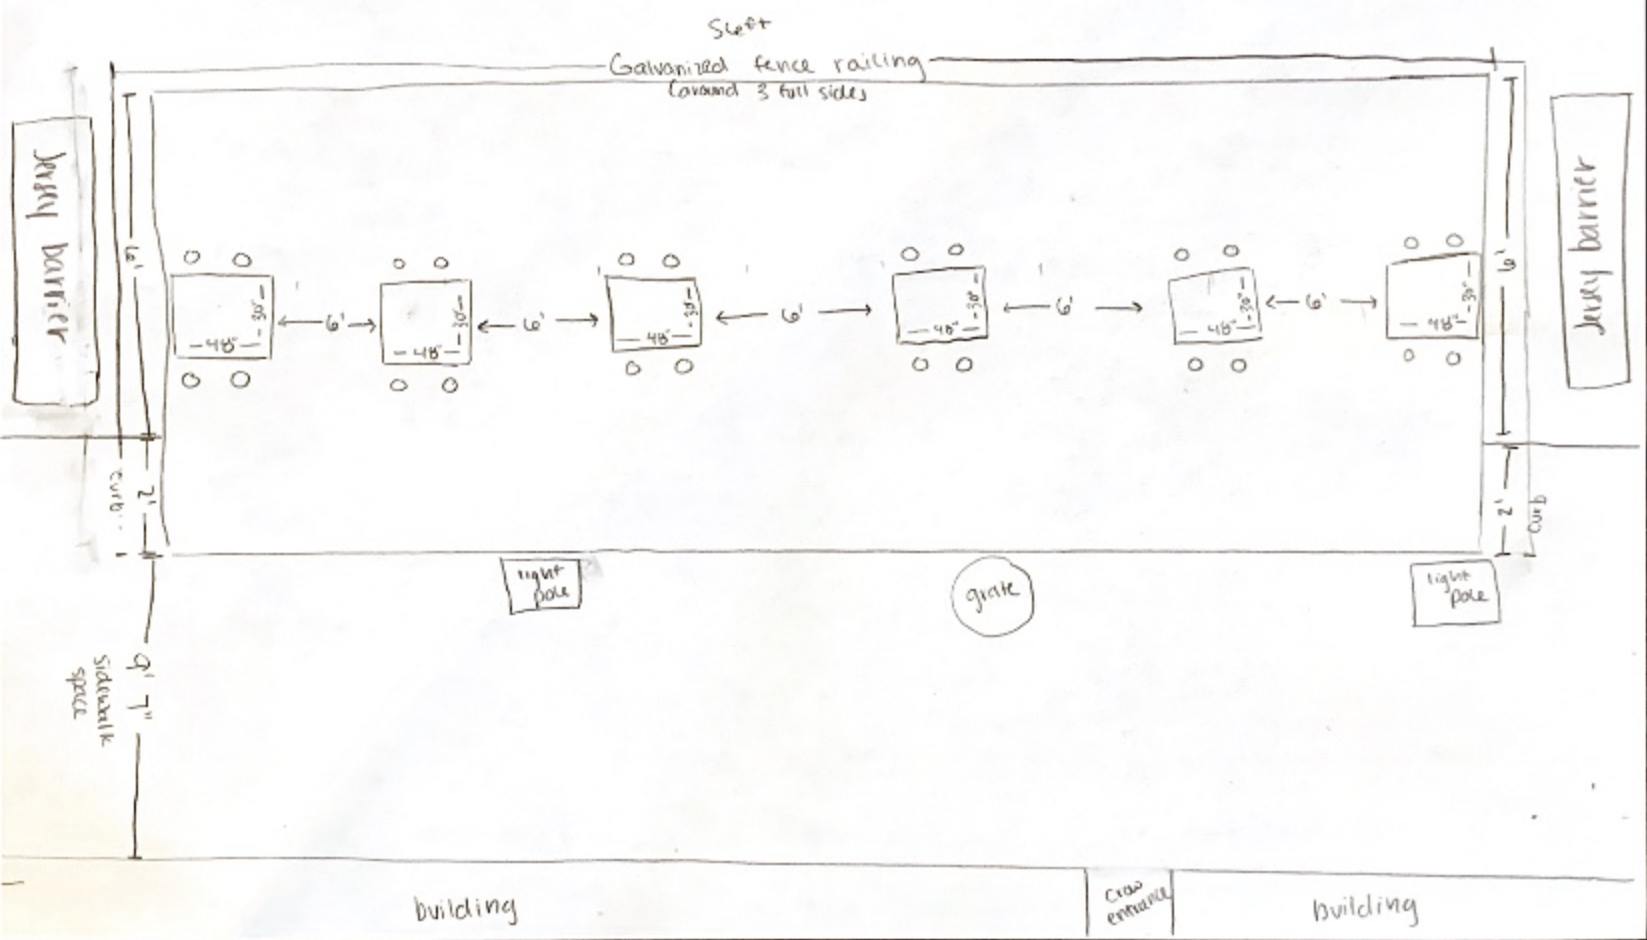 56ft
Galvanized fence railing
(around 3 full sides
Jersey barrier
6'
6'
Jersey barrier
-48"- -30"-
6'
-48"- -30"-
6'
-48"- -30"-
6'
-48"- -30"-
6'
-48"- -30"-
6'
-48"- -30"-
curb
2'
2'
curb
light
pole
grate
light
pole
9' 7"
sidewalk
space
building
entrance
building